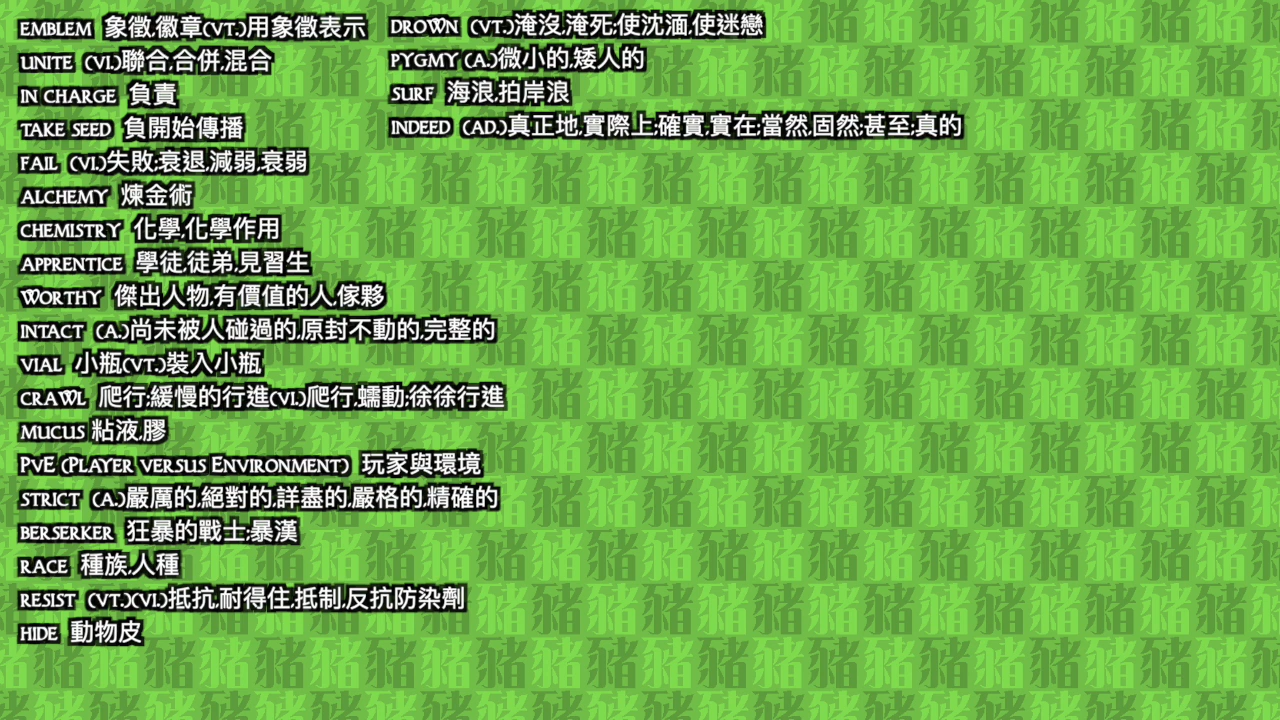 EMBLEM 象徵,徽章(VT.)用象徵表示
UNITE (VI.)聯合,合併,混合
IN CHARGE 負責
TAKE SEED 負開始傳播
FAIL (VI.)失敗;衰退,減弱,衰弱
ALCHEMY 煉金術
CHEMISTRY 化學,化學作用
APPRENTICE 學徒,徒弟,見習生
WORTHY 傑出人物,有價值的人,傢夥
INTACT (A.)尚未被人碰過的,原封不動的,完整的
VIAL 小瓶(VT.)裝入小瓶
CRAWL 爬行;緩慢的行進(VI.)爬行,蠕動;徐徐行進
MUCUS 粘液,膠
PVE (PLAYER VERSUS ENVIRONMENT) 玩家與環境
STRICT (A.)嚴厲的,絕對的,詳盡的,嚴格的,精確的
BERSERKER 狂暴的戰士;暴漢
RACE 種族,人種
RESIST (VT.)(VI.)抵抗,耐得住,抵制,反抗防染劑
HIDE 動物皮
DROWN (VT.)淹沒,淹死;使沈湎,使迷戀
PYGMY (A.)微小的,矮人的
SURF 海浪,拍岸浪
INDEED (AD.)真正地,實際上;確實,實在;當然,固然;甚至;真的